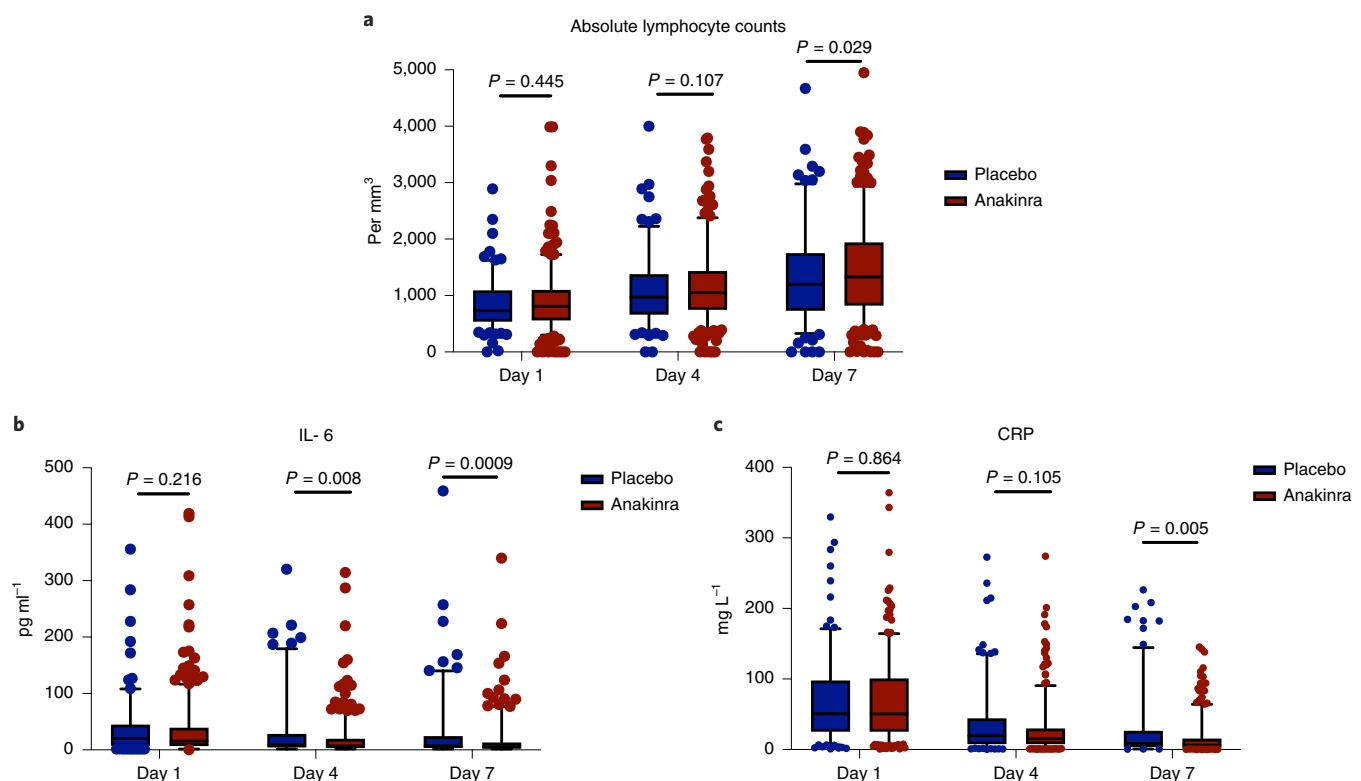 a
Absolute lymphocyte counts
P = 0.445
P = 0.107
P = 0.029
5,000
4,000
3,000
2,000
1,000
0
Per mm³
Day 1
Day 4
Day 7
Placebo
Anakinra
b
IL- 6
P = 0.216
P = 0.008
P = 0.0009
500
400
300
200
100
0
pg ml⁻¹
Day 1
Day 4
Day 7
Placebo
Anakinra
c
CRP
P = 0.864
P = 0.105
P = 0.005
400
300
200
100
0
mg L⁻¹
Day 1
Day 4
Day 7
Placebo
Anakinra